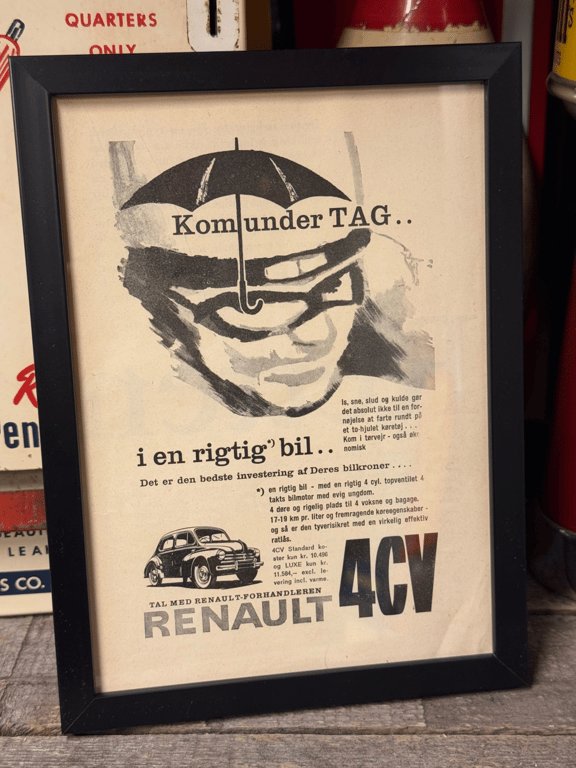 QUARTERS
ONLY
Kom under TAG..
Is, sne, slud og kulde gør
det absolut ikke til en for-
nøjelse at farte rundt på
et to-hjulet køretøj ...
Kom i tørvejr - også øko-
nomisk
i en rigtig*) bil..
Det er den bedste investering af Deres bilkroner ....
*) en rigtig bil - med en rigtig 4 cyl. topventilet 4
takts bilmotor med evig ungdom.
4 døre og rigelig plads til 4 voksne og bagage.
17-19 km pr. liter og fremragende køreegenskaber -
og så er den tyverisikret med en virkelig effektiv
ratlås.
4CV Standard ko-
ster kun kr. 10.496
og LUXE kun kr.
11.584,- excl. le-
vering incl. varme.
TAL MED RENAULT-FORHANDLEREN
RENAULT 4CV
S CO.